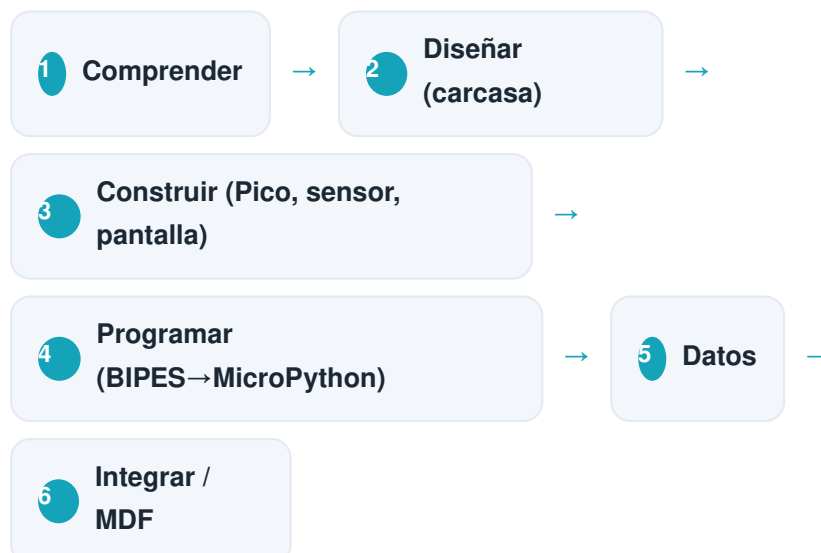 1 Comprender → 2 Diseñar
(carcasa) →
3 Construir (Pico, sensor,
pantalla) →
4 Programar
(BIPES→MicroPython) → 5 Datos →
6 Integrar /
MDF